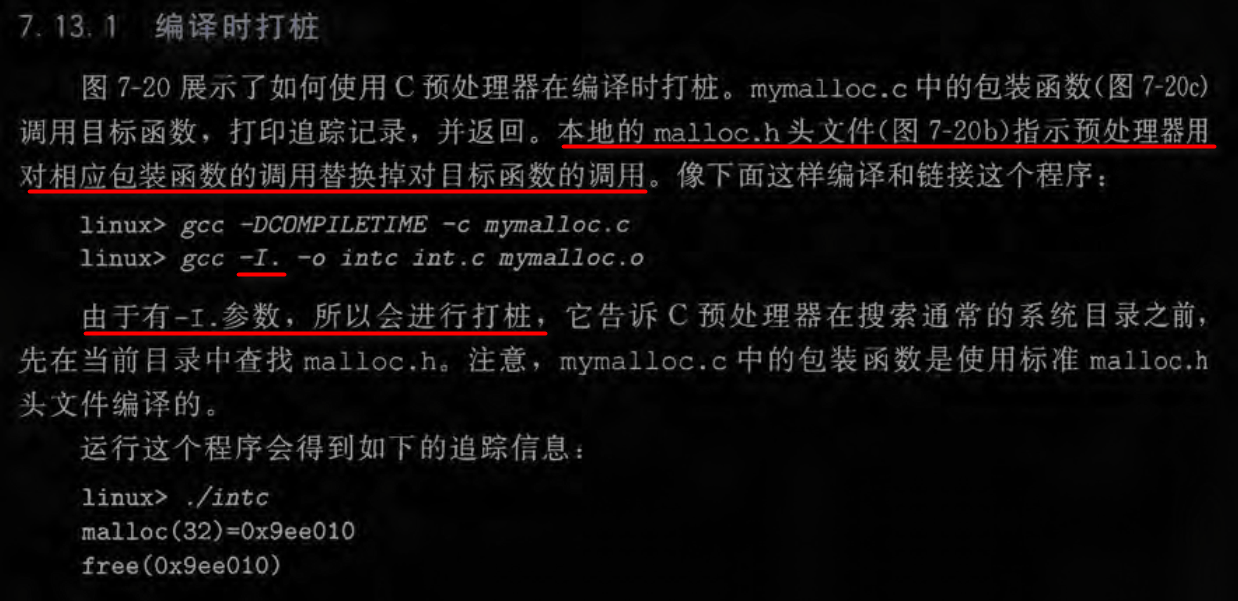 7.13.1 编译时打桩
图 7-20 展示了如何使用 C 预处理器在编译时打桩。mymalloc.c 中的包装函数(图 7-20c)
调用目标函数，打印追踪记录，并返回。本地的 malloc.h 头文件(图 7-20b)指示预处理器用
对相应包装函数的调用替换掉对目标函数的调用。像下面这样编译和链接这个程序：
linux> gcc -DCOMPILETIME -c mymalloc.c
linux> gcc -I. -o intc int.c mymalloc.o
由于有-I.参数，所以会进行打桩，它告诉 C 预处理器在搜索通常的系统目录之前，
先在当前目录中查找 malloc.h。注意，mymalloc.c 中的包装函数是使用标准 malloc.h
头文件编译的。
运行这个程序会得到如下的追踪信息：
linux> ./intc
malloc(32)=0x9ee010
free(0x9ee010)